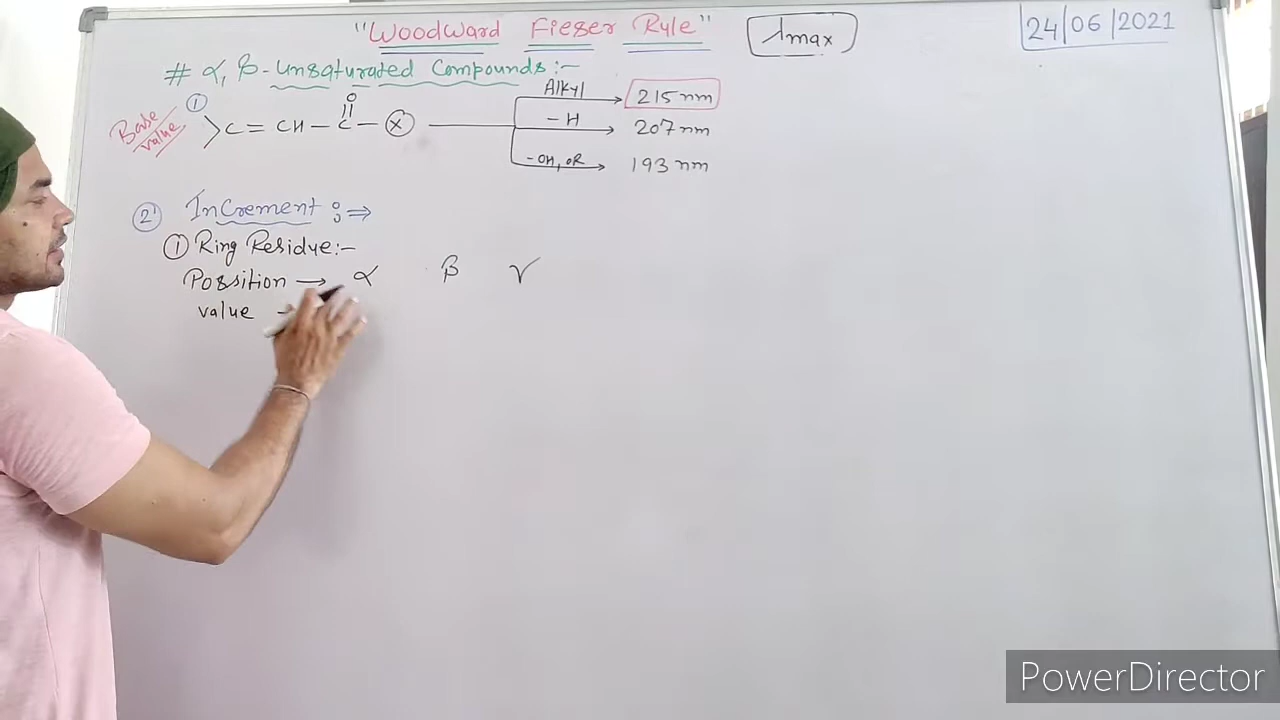 "Woodward Fieser Rule" λmax 24/06/2021
# α, β-Unsaturated Compounds:-
Base value ① >C=CH-C-Ⓧ Alkyl 215 nm
O
-H 207 nm
-OH, OR 193 nm
② Increment :⇒
① Ring Residue:-
Possition → α β γ
value →
PowerDirector